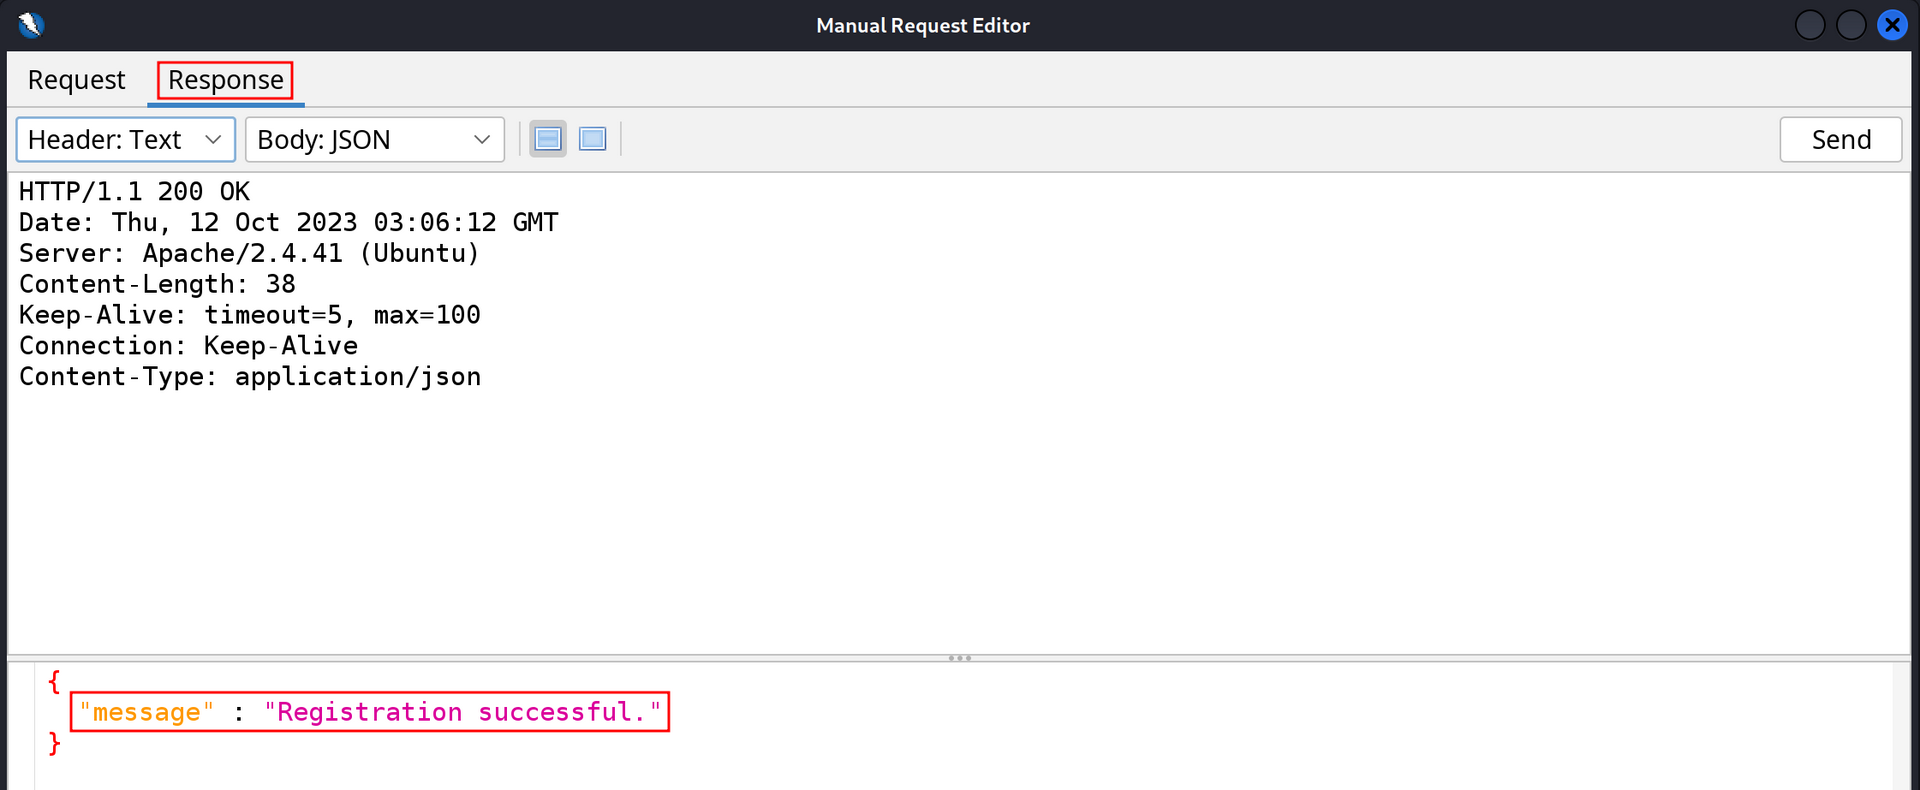 Manual Request Editor
Request Response
Header: Text Body: JSON Send
HTTP/1.1 200 OK
Date: Thu, 12 Oct 2023 03:06:12 GMT
Server: Apache/2.4.41 (Ubuntu)
Content-Length: 38
Keep-Alive: timeout=5, max=100
Connection: Keep-Alive
Content-Type: application/json
{
"message" : "Registration successful."
}